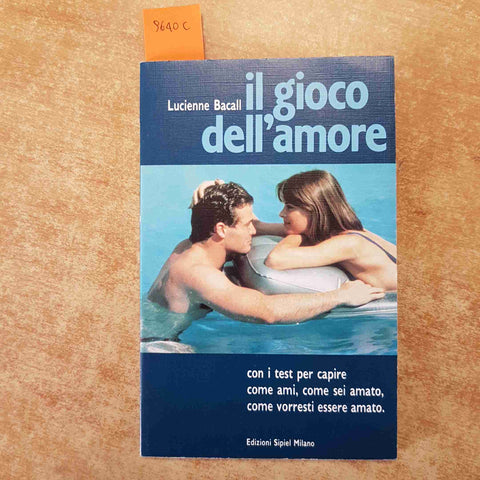 9640 C
Lucienne Bacall
il gioco
dell'amore
con i test per capire
come ami, come sei amato,
come vorresti essere amato.
Edizioni Sipiel Milano